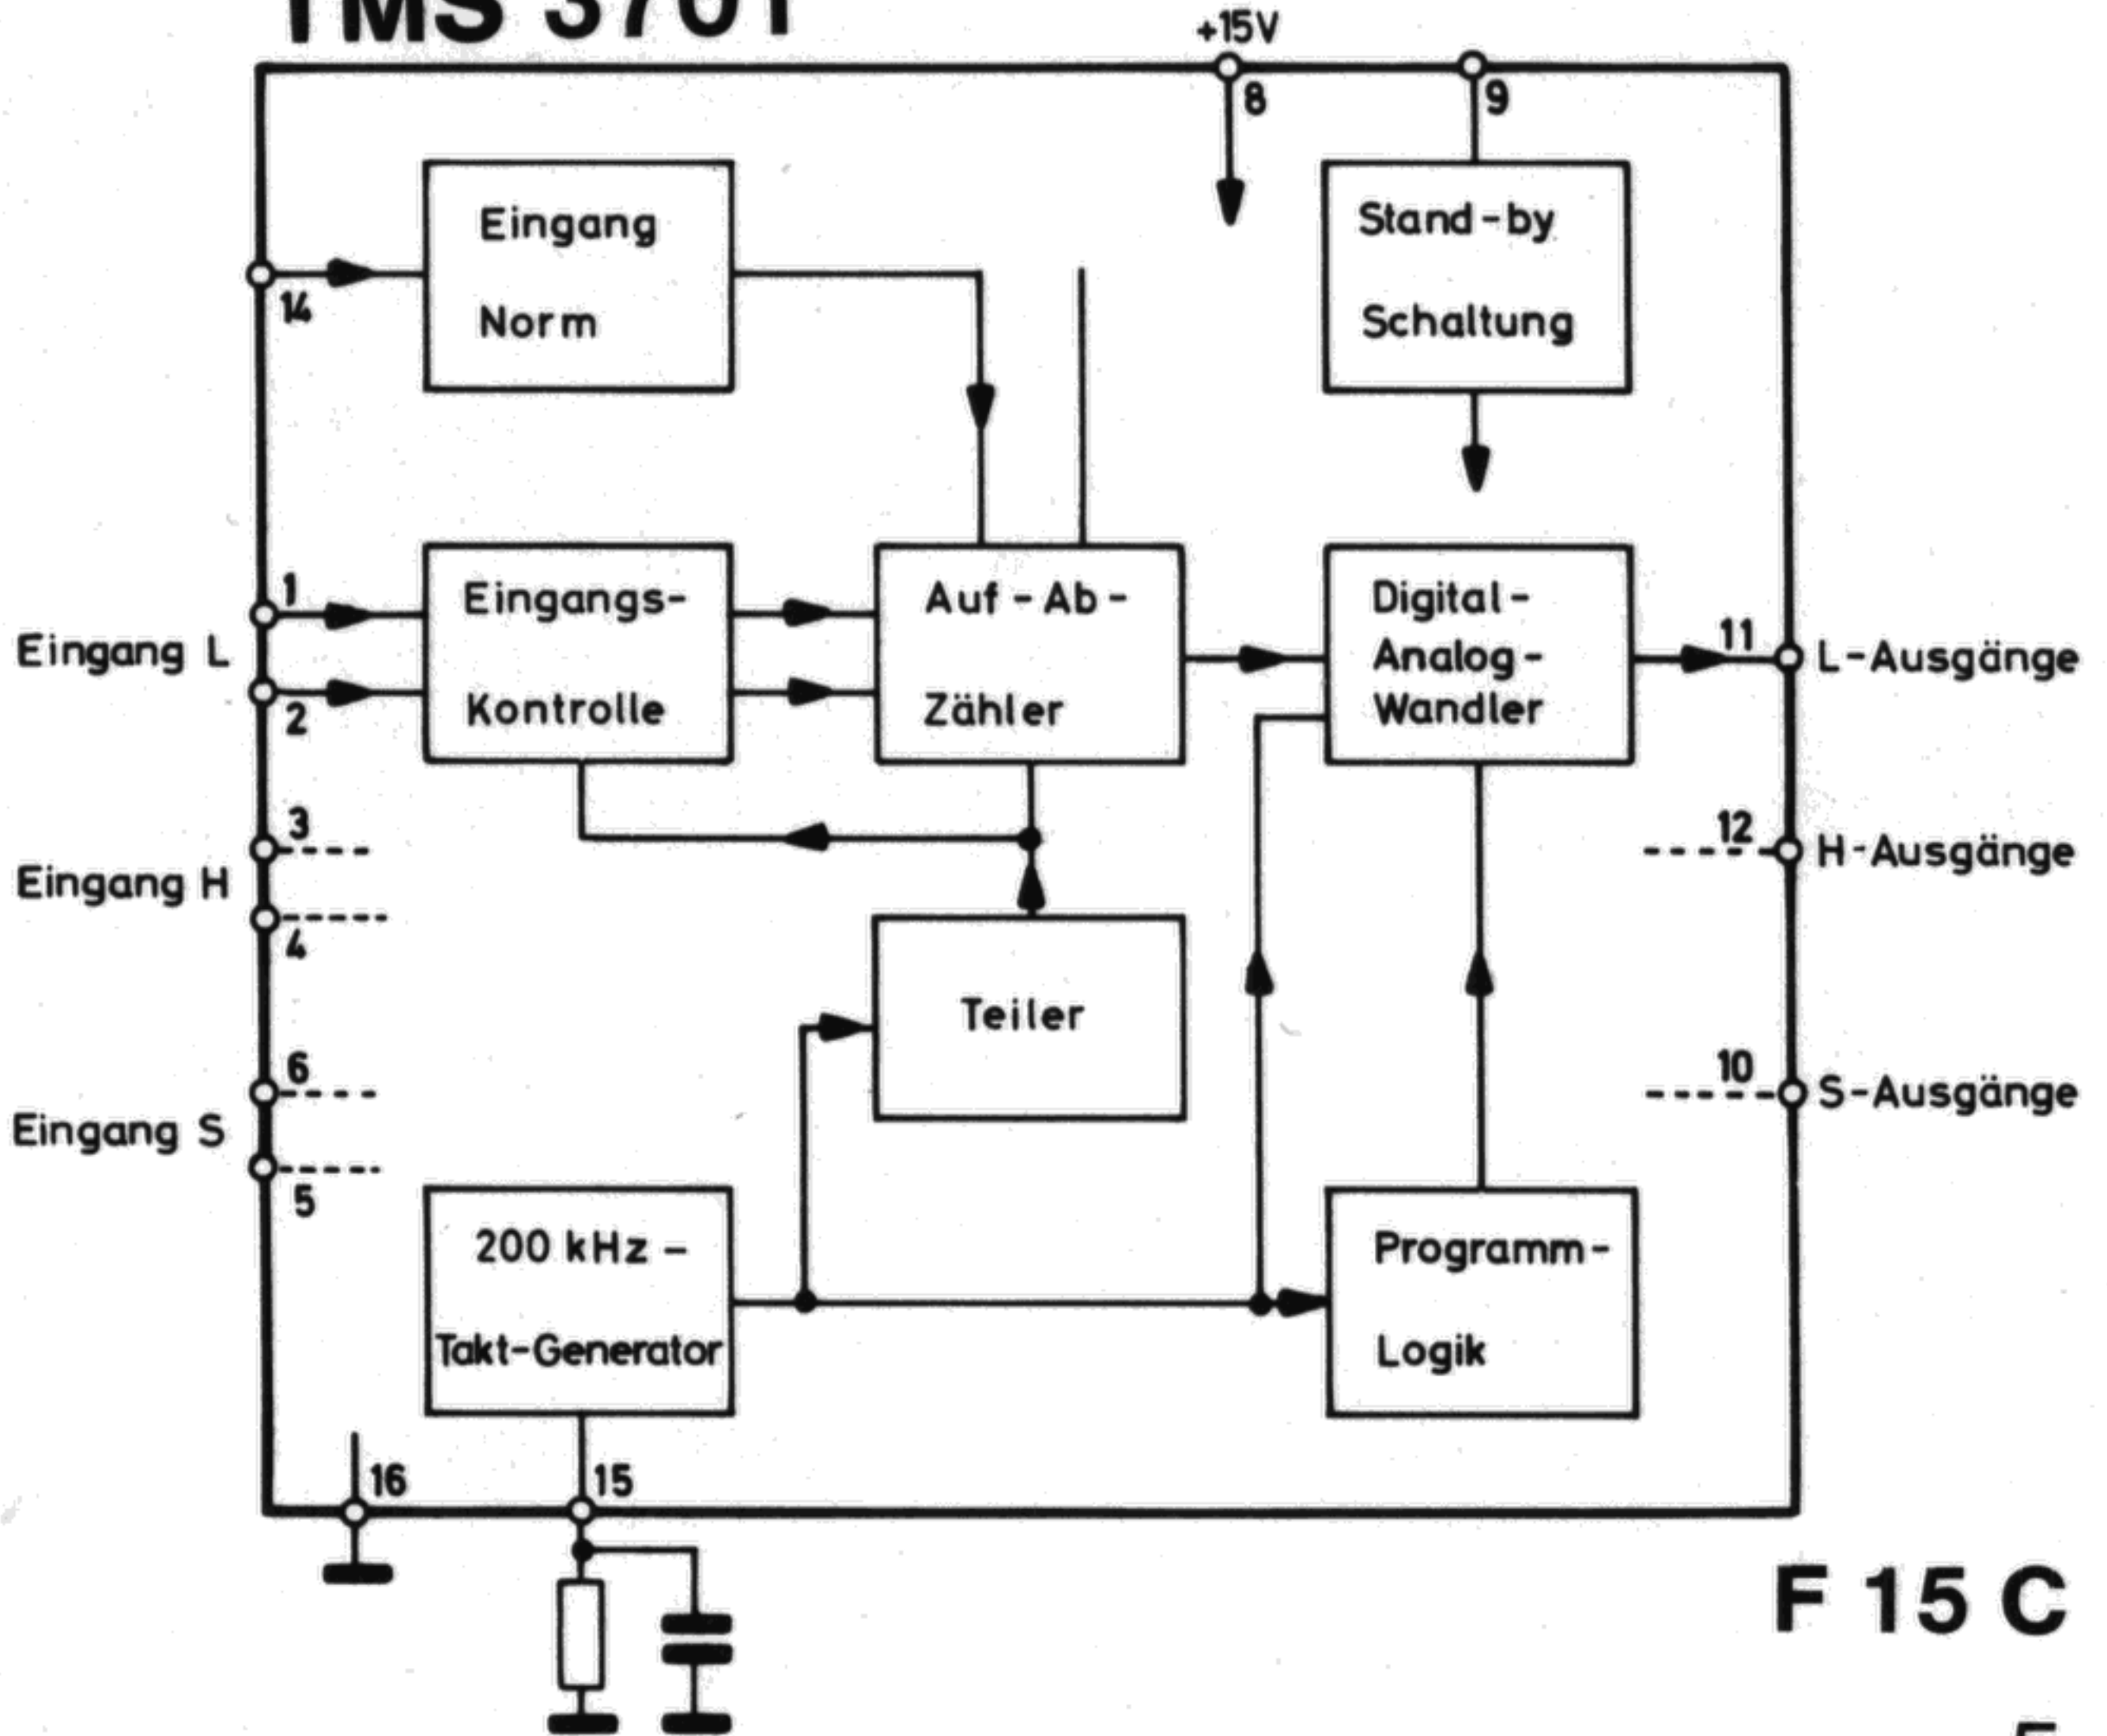 TMS 3701
+15V
8
9
Eingang
Norm
Stand-by
Schaltung
14
1
Eingangs-
Kontrolle
Auf-Ab-
Zähler
Digital-
Analog-
Wandler
11
L-Ausgänge
Eingang L
2
3
12
H-Ausgänge
Eingang H
4
Teiler
6
10
S-Ausgänge
Eingang S
5
200 kHz-
Takt-Generator
Programm-
Logik
16
15
F 15 C